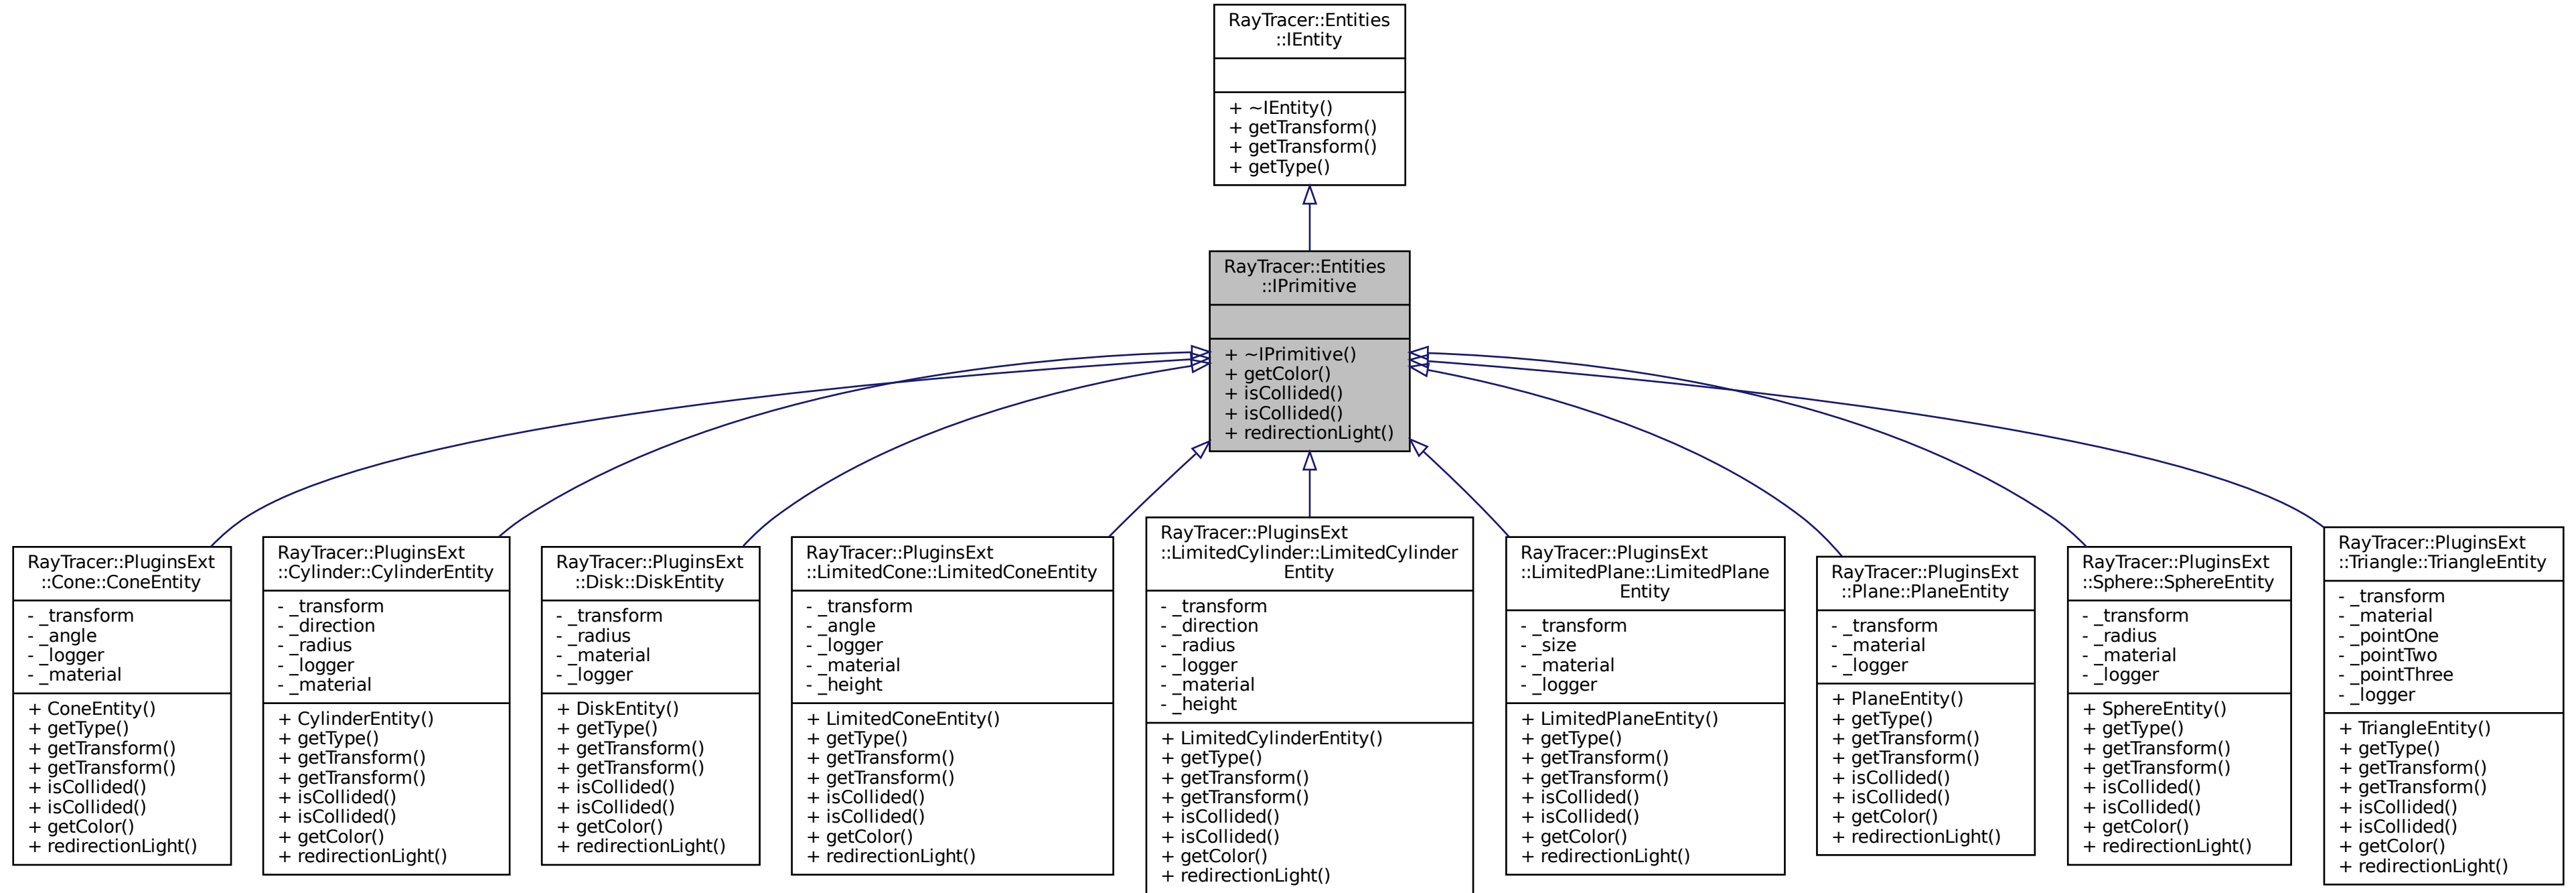 RayTracer::Entities
::IEntity
+ ~IEntity()
+ getTransform()
+ getTransform()
+ getType()
RayTracer::Entities
::IPrimitive
+ ~IPrimitive()
+ getColor()
+ isCollided()
+ isCollided()
+ redirectionLight()
RayTracer::PluginsExt
::Cone::ConeEntity
- _transform
- _angle
- _logger
- _material
+ ConeEntity()
+ getType()
+ getTransform()
+ getTransform()
+ isCollided()
+ isCollided()
+ getColor()
+ redirectionLight()
RayTracer::PluginsExt
::Cylinder::CylinderEntity
- _transform
- _direction
- _radius
- _logger
- _material
+ CylinderEntity()
+ getType()
+ getTransform()
+ getTransform()
+ isCollided()
+ isCollided()
+ getColor()
+ redirectionLight()
RayTracer::PluginsExt
::Disk::DiskEntity
- _transform
- _radius
- _material
- _logger
+ DiskEntity()
+ getType()
+ getTransform()
+ getTransform()
+ isCollided()
+ isCollided()
+ getColor()
+ redirectionLight()
RayTracer::PluginsExt
::LimitedCone::LimitedConeEntity
- _transform
- _angle
- _logger
- _material
- _height
+ LimitedConeEntity()
+ getType()
+ getTransform()
+ getTransform()
+ isCollided()
+ isCollided()
+ getColor()
+ redirectionLight()
RayTracer::PluginsExt
::LimitedCylinder::LimitedCylinder
Entity
- _transform
- _direction
- _radius
- _logger
- _material
- _height
+ LimitedCylinderEntity()
+ getType()
+ getTransform()
+ getTransform()
+ isCollided()
+ isCollided()
+ getColor()
+ redirectionLight()
RayTracer::PluginsExt
::LimitedPlane::LimitedPlane
Entity
- _transform
- _size
- _material
- _logger
+ LimitedPlaneEntity()
+ getType()
+ getTransform()
+ getTransform()
+ isCollided()
+ isCollided()
+ getColor()
+ redirectionLight()
RayTracer::PluginsExt
::Plane::PlaneEntity
- _transform
- _material
- _logger
+ PlaneEntity()
+ getType()
+ getTransform()
+ getTransform()
+ isCollided()
+ isCollided()
+ getColor()
+ redirectionLight()
RayTracer::PluginsExt
::Sphere::SphereEntity
- _transform
- _radius
- _material
- _logger
+ SphereEntity()
+ getType()
+ getTransform()
+ getTransform()
+ isCollided()
+ isCollided()
+ getColor()
+ redirectionLight()
RayTracer::PluginsExt
::Triangle::TriangleEntity
- _transform
- _material
- _pointOne
- _pointTwo
- _pointThree
- _logger
+ TriangleEntity()
+ getType()
+ getTransform()
+ getTransform()
+ isCollided()
+ isCollided()
+ getColor()
+ redirectionLight()